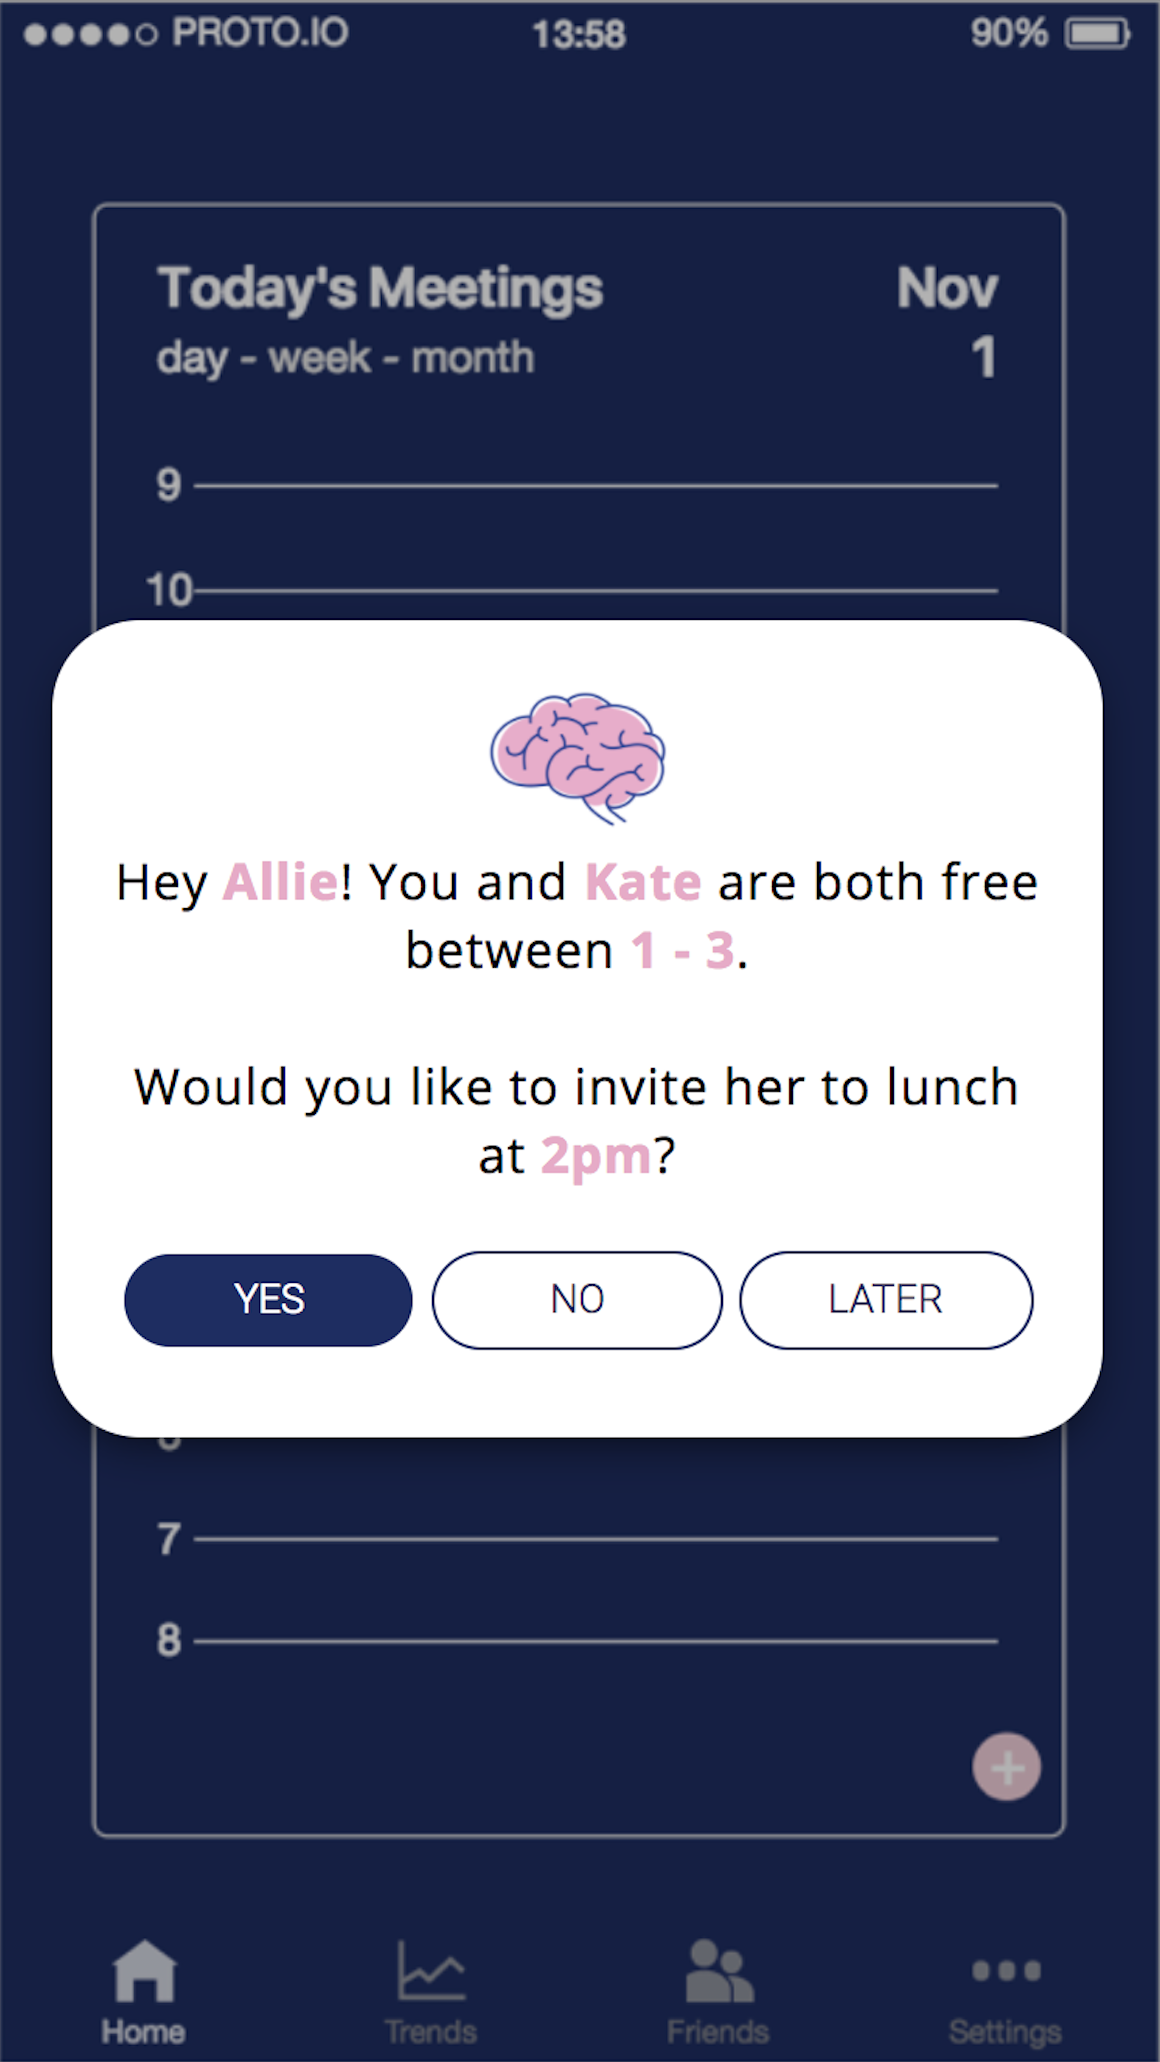 PROTO.IO 13:58 90%
Today's Meetings Nov
day - week - month 1
9
10
Hey Allie! You and Kate are both free
between 1 - 3.
Would you like to invite her to lunch
at 2pm?
YES NO LATER
7
8
+
Home Trends Friends Settings